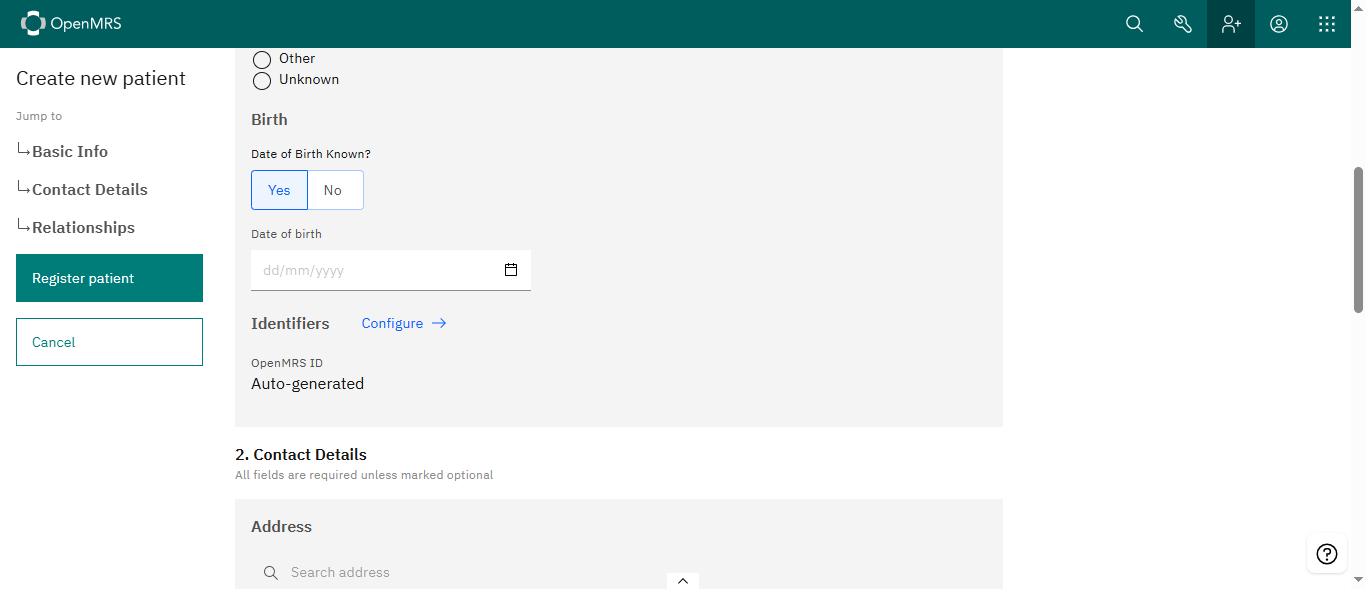 OpenMRS
Create new patient
Jump to
Basic Info
Contact Details
Relationships
Register patient
Cancel
Other
Unknown
Birth
Date of Birth Known?
Yes No
Date of birth
dd/mm/yyyy
Identifiers Configure
OpenMRS ID
Auto-generated
2. Contact Details
All fields are required unless marked optional
Address
Search address